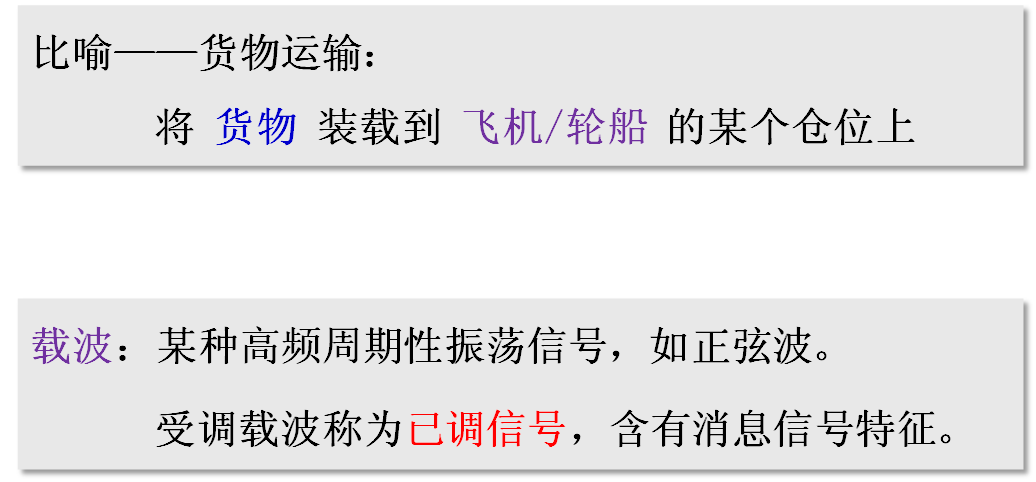 比喻——货物运输：
将 货物 装载到 飞机/轮船 的某个仓位上
载波：某种高频周期性振荡信号，如正弦波。
受调载波称为已调信号，含有消息信号特征。